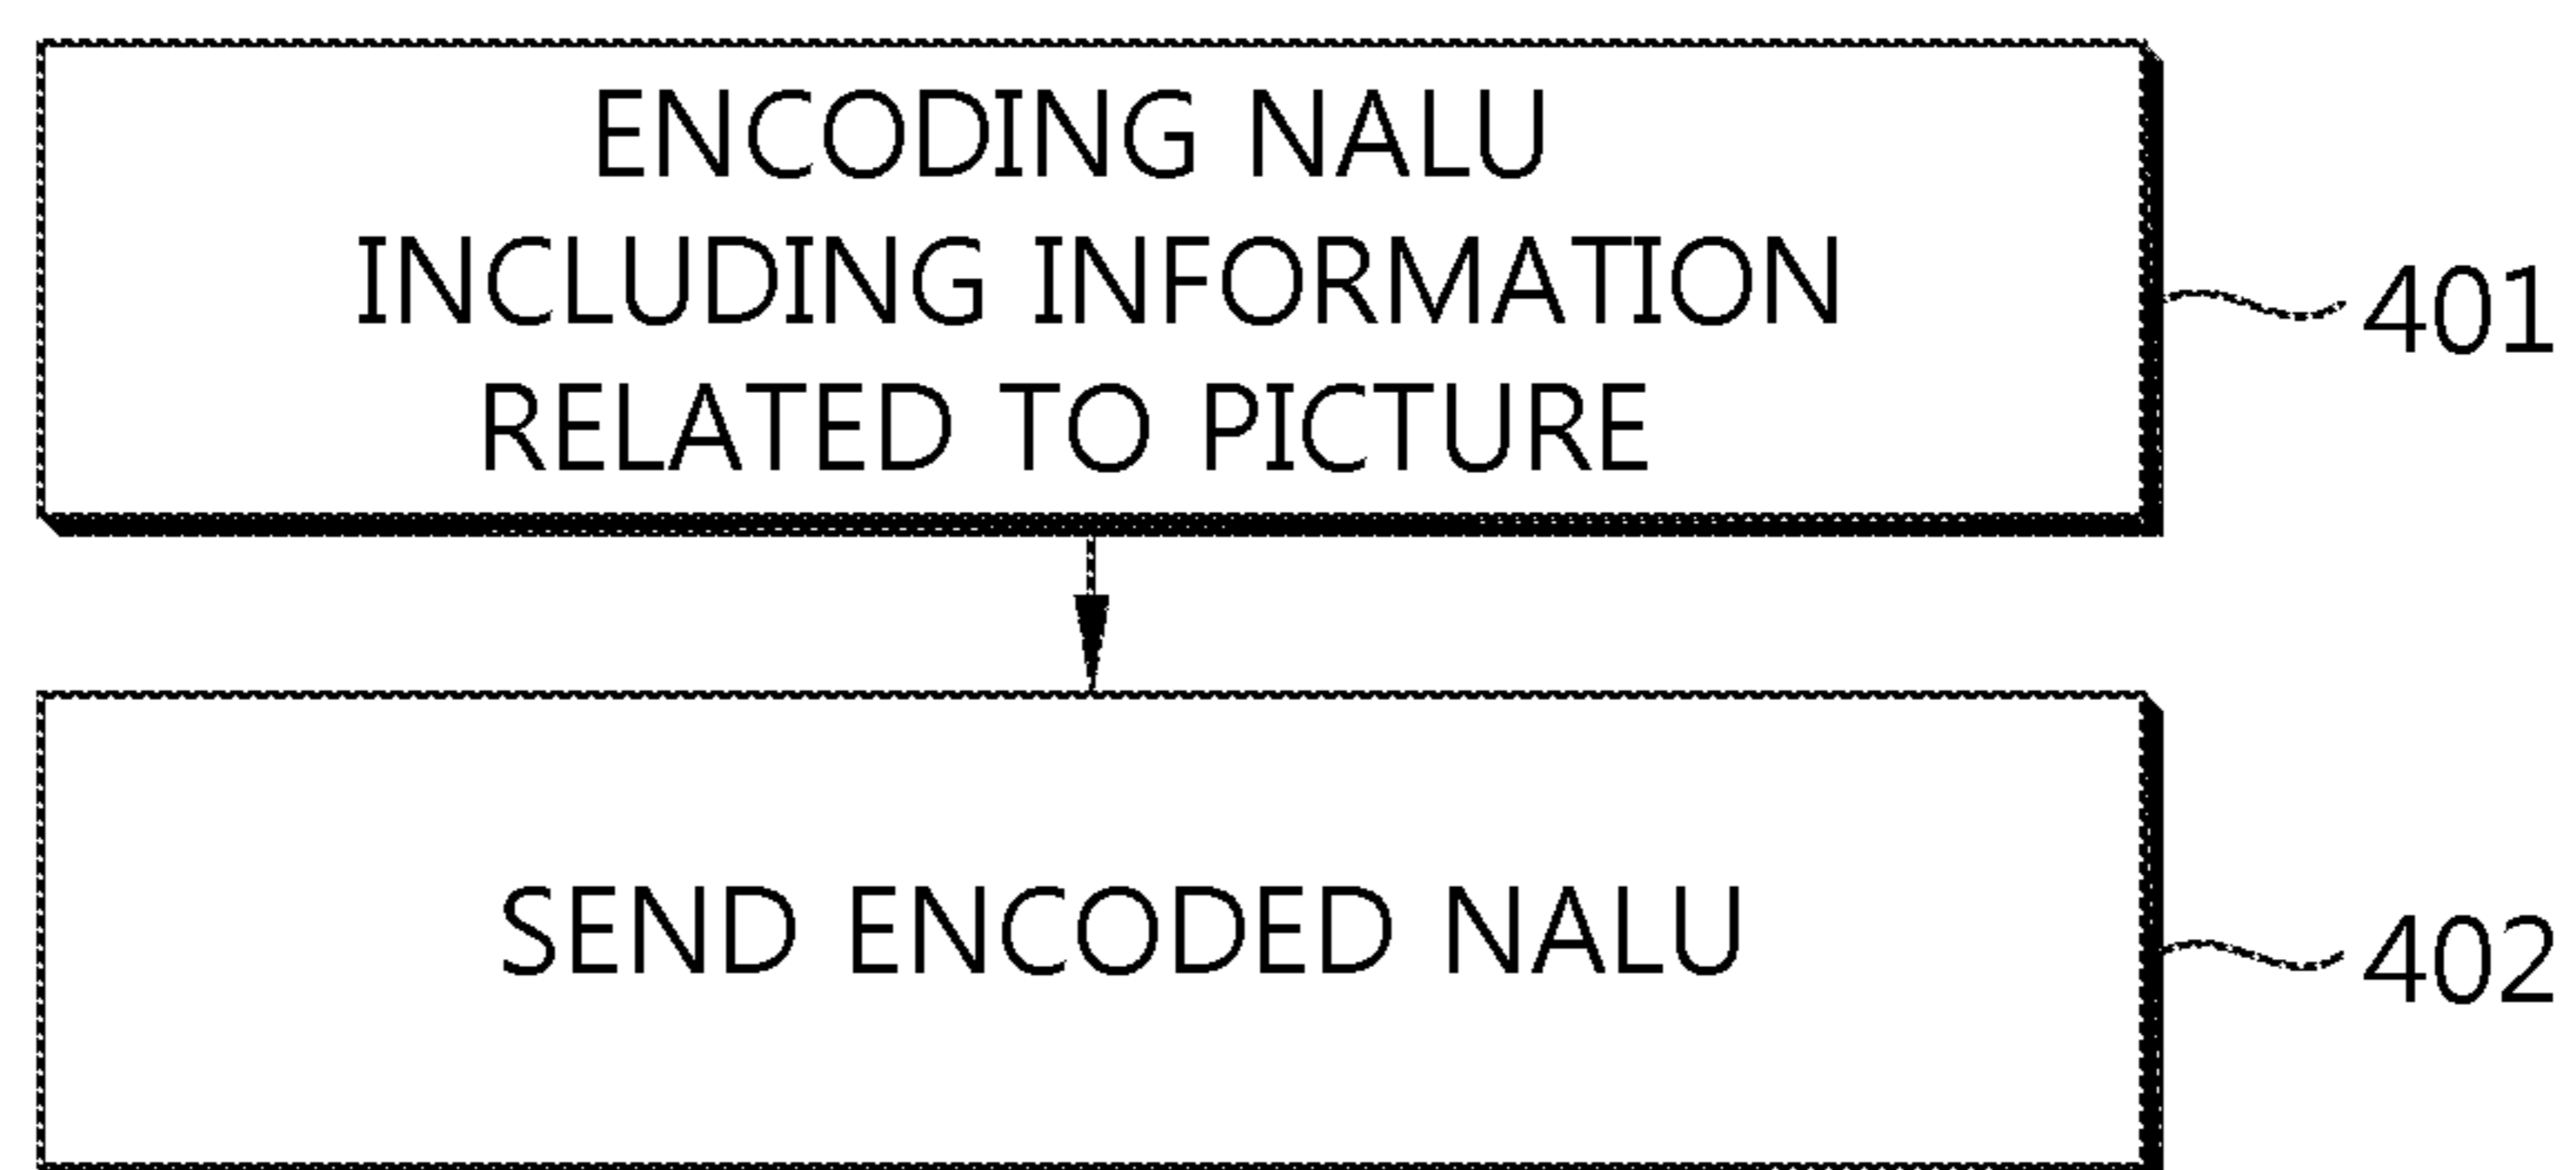 ENCODING NALU
INCLUDING INFORMATION
RELATED TO PICTURE
401
SEND ENCODED NALU
402